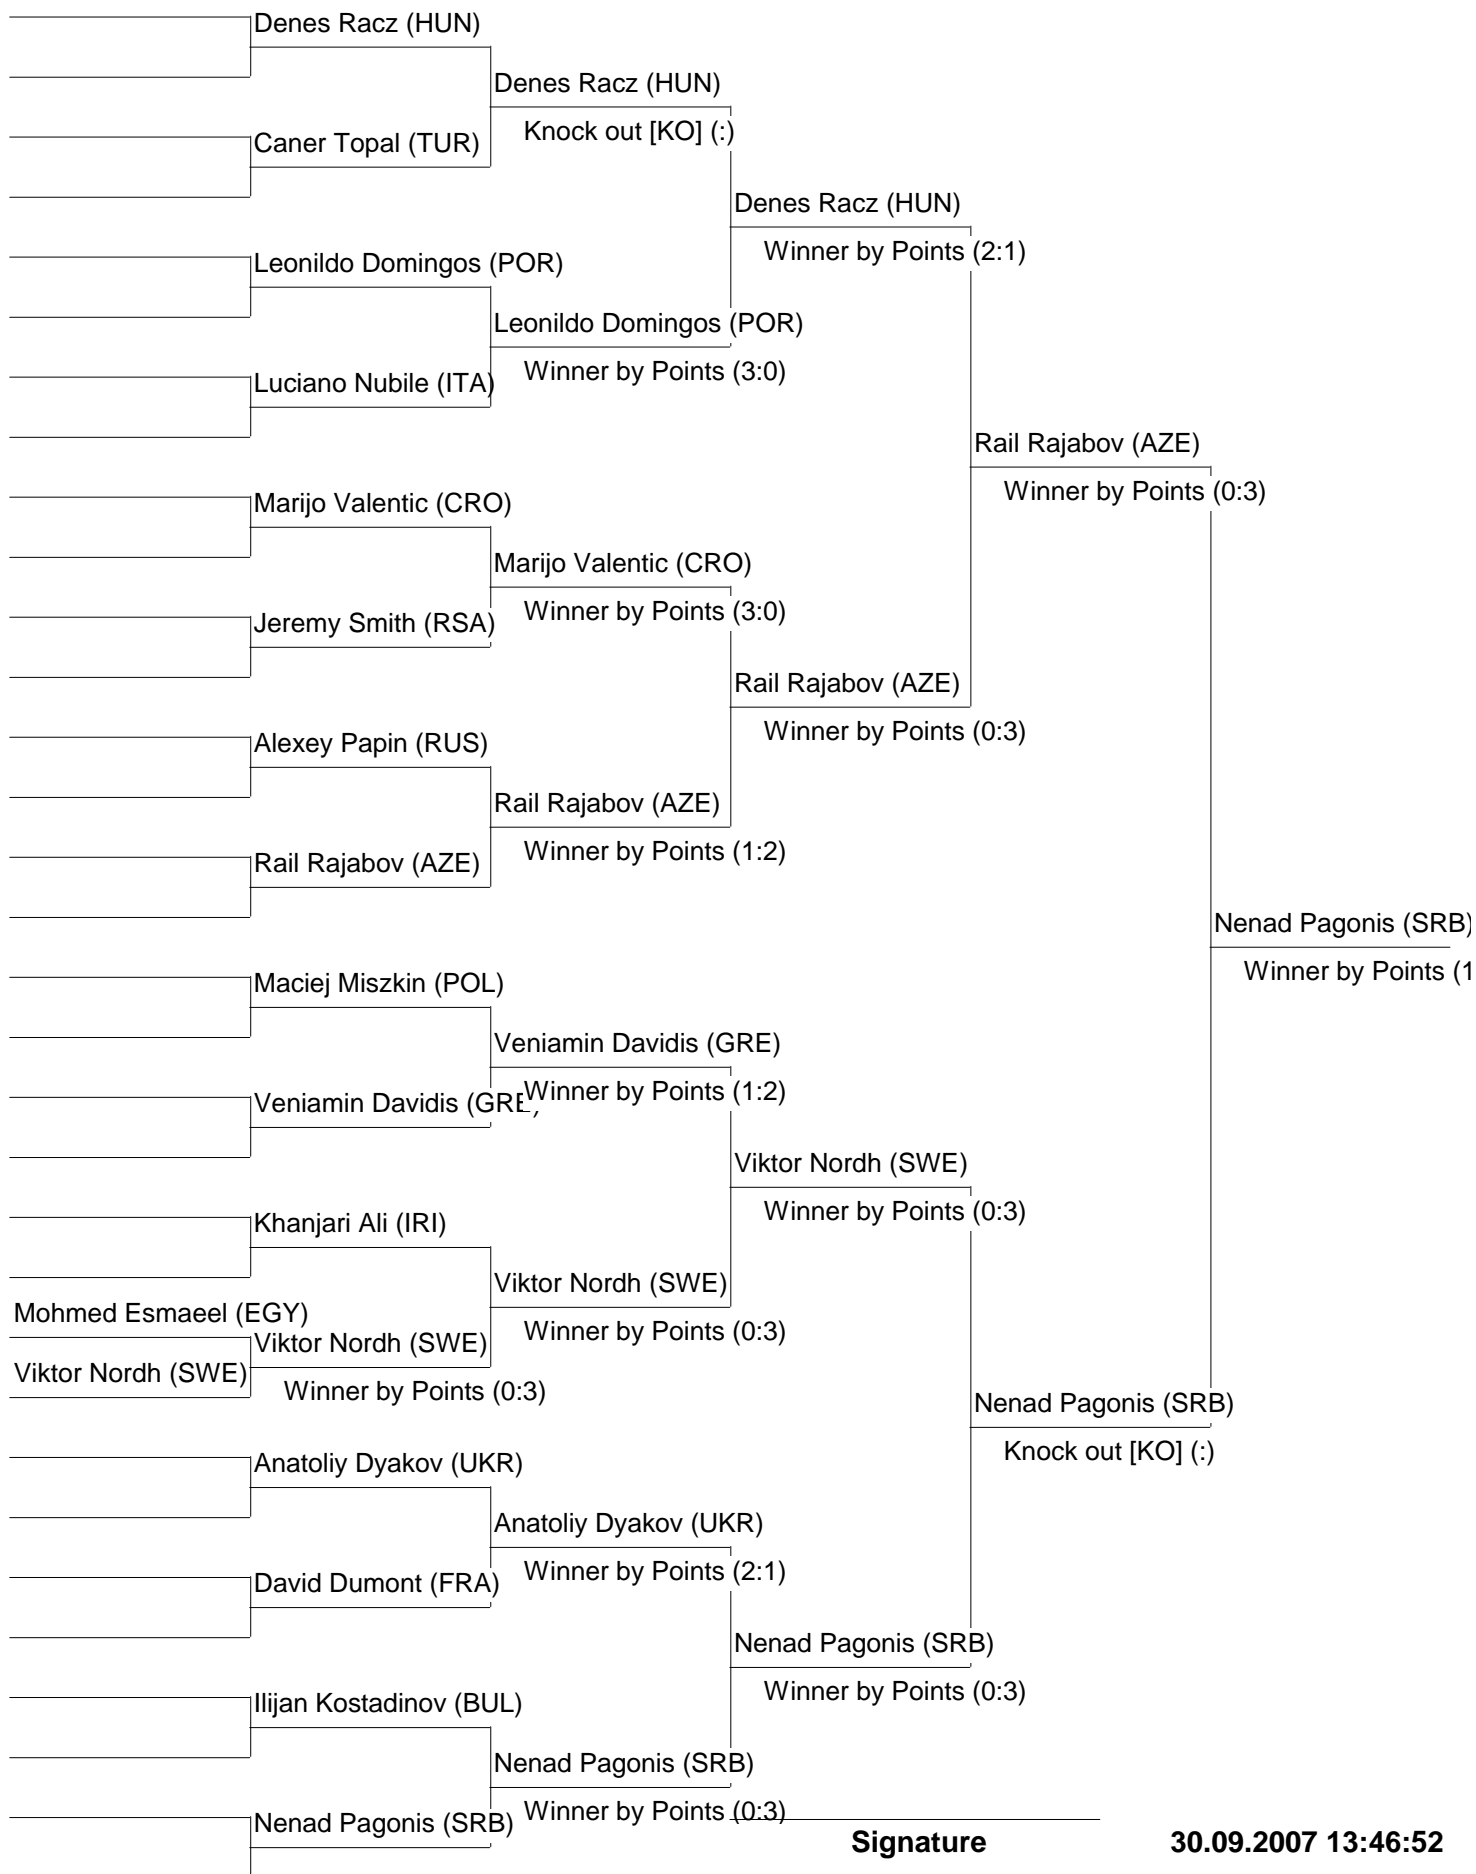 Denes Racz (HUN)
Denes Racz (HUN)
Knock out [KO] (:)
Caner Topal (TUR)
Denes Racz (HUN)
Winner by Points (2:1)
Leonildo Domingos (POR)
Leonildo Domingos (POR)
Winner by Points (3:0)
Luciano Nubile (ITA)
Rail Rajabov (AZE)
Winner by Points (0:3)
Marijo Valentic (CRO)
Marijo Valentic (CRO)
Winner by Points (3:0)
Jeremy Smith (RSA)
Rail Rajabov (AZE)
Winner by Points (0:3)
Alexey Papin (RUS)
Rail Rajabov (AZE)
Winner by Points (1:2)
Rail Rajabov (AZE)
Nenad Pagonis (SRB)
Winner by Points (1
Maciej Miszkin (POL)
Veniamin Davidis (GRE)
Winner by Points (1:2)
Veniamin Davidis (GRE)
Viktor Nordh (SWE)
Winner by Points (0:3)
Khanjari Ali (IRI)
Viktor Nordh (SWE)
Winner by Points (0:3)
Mohmed Esmaeel (EGY)
Viktor Nordh (SWE)
Viktor Nordh (SWE)
Winner by Points (0:3)
Nenad Pagonis (SRB)
Knock out [KO] (:)
Anatoliy Dyakov (UKR)
Anatoliy Dyakov (UKR)
Winner by Points (2:1)
David Dumont (FRA)
Nenad Pagonis (SRB)
Winner by Points (0:3)
Ilijan Kostadinov (BUL)
Nenad Pagonis (SRB)
Winner by Points (0:3)
Nenad Pagonis (SRB)
Signature
30.09.2007 13:46:52